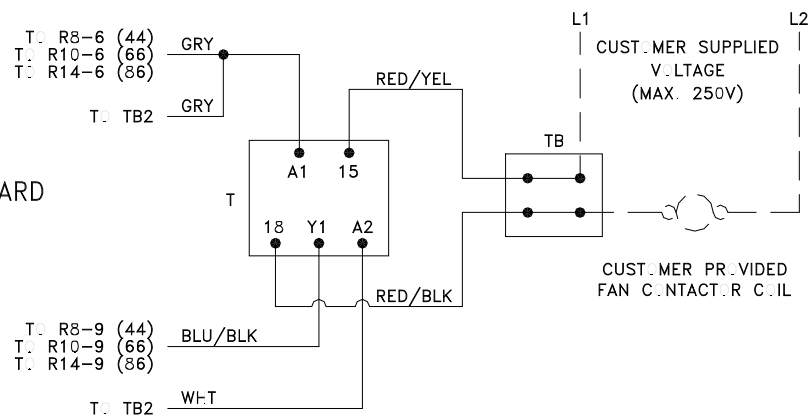 L1
L2
TO R8-6 (44)
TO R10-6 (66)
TO R14-6 (86)
GRY
CUSTOMER SUPPLIED
VOLTAGE
(MAX. 250V)
RED/YEL
GRY
TO TB2
TB
A1
15
ARD
T
18
Y1
A2
CUSTOMER PROVIDED
FAN CONTACTOR COIL
RED/BLK
TO R8-9 (44)
TO R10-9 (66)
TO R14-9 (86)
BLU/BLK
WHT
TO TB2